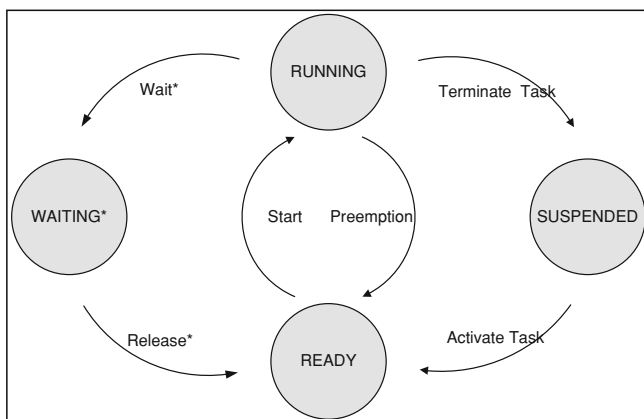 RUNNING
Wait*
Terminate Task
WAITING*
Start
Preemption
SUSPENDED
Release*
Activate Task
READY